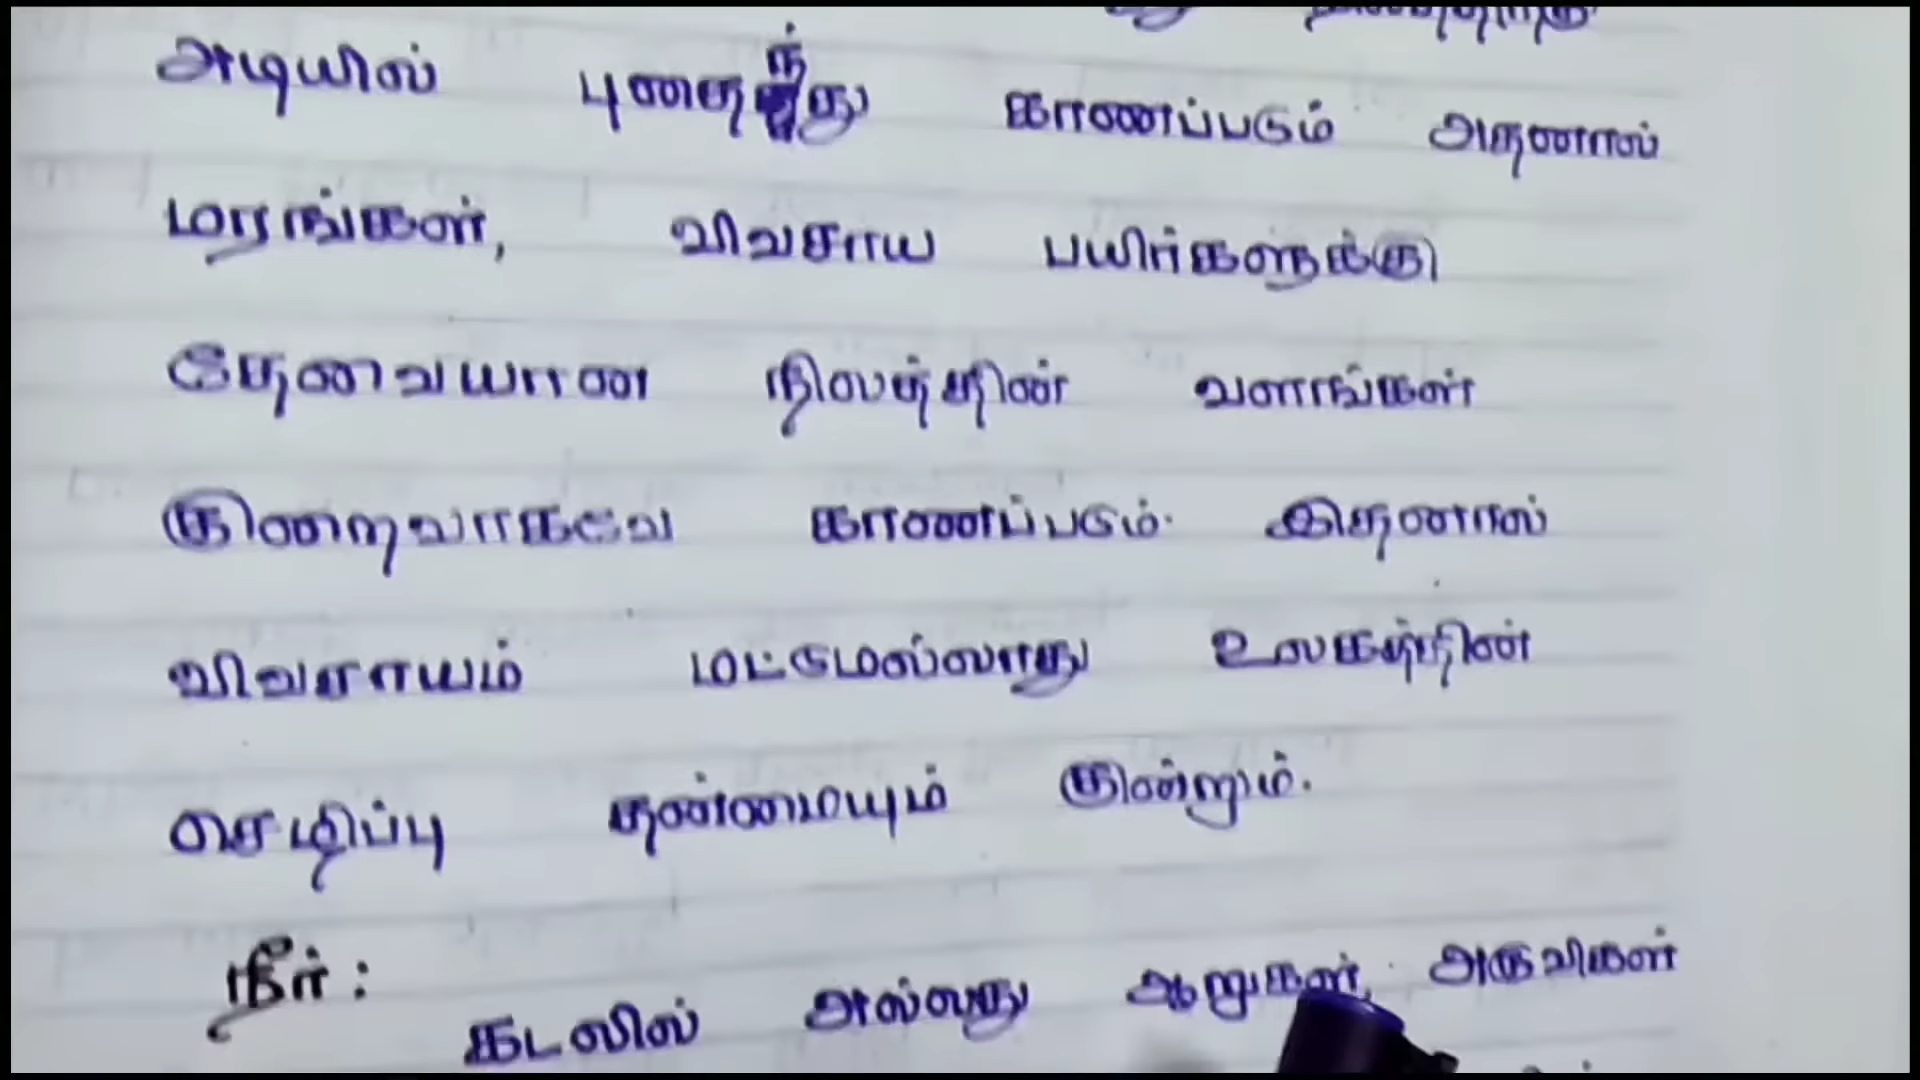 அடியில் புதைந்து காணப்படும் அதனால்
மரங்கள், விவசாய பயிர்களுக்கு
தேவையான நிலத்தின் வளங்கள்
நிறைவாகவே காணப்படும். இதனால்
விவசாயம் மட்டுமல்லாது உலகத்தின்
செழிப்பு தன்மையும் நின்றும்.
நீர்:
கடலில் அல்லது ஆறுகள், அருவிகள்